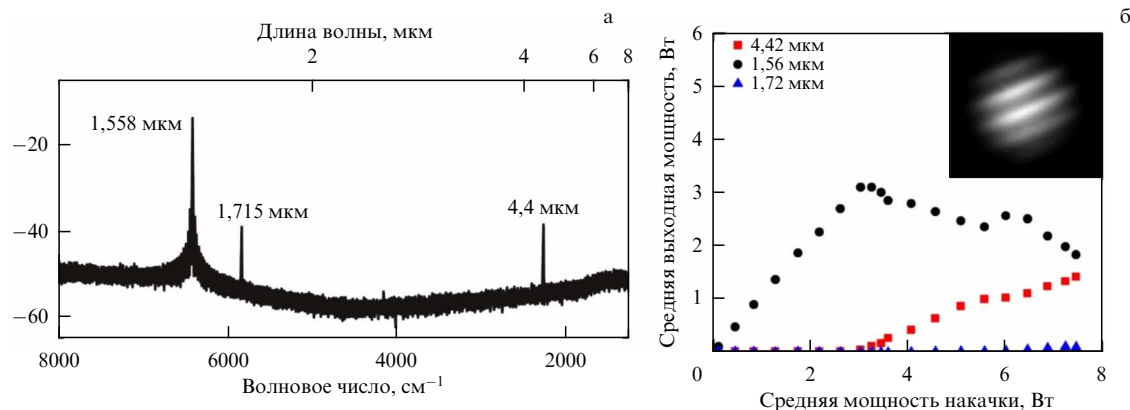 а
Длина волны, мкм
2 4 6 8
1,558 мкм
1,715 мкм
4,4 мкм
−20
−40
−60
8000 6000 4000 2000
Волновое число, см−1
б
Средняя выходная мощность, Вт
6
5
4
3
2
1
4,42 мкм
1,56 мкм
1,72 мкм
0 2 4 6 8
Средняя мощность накачки, Вт